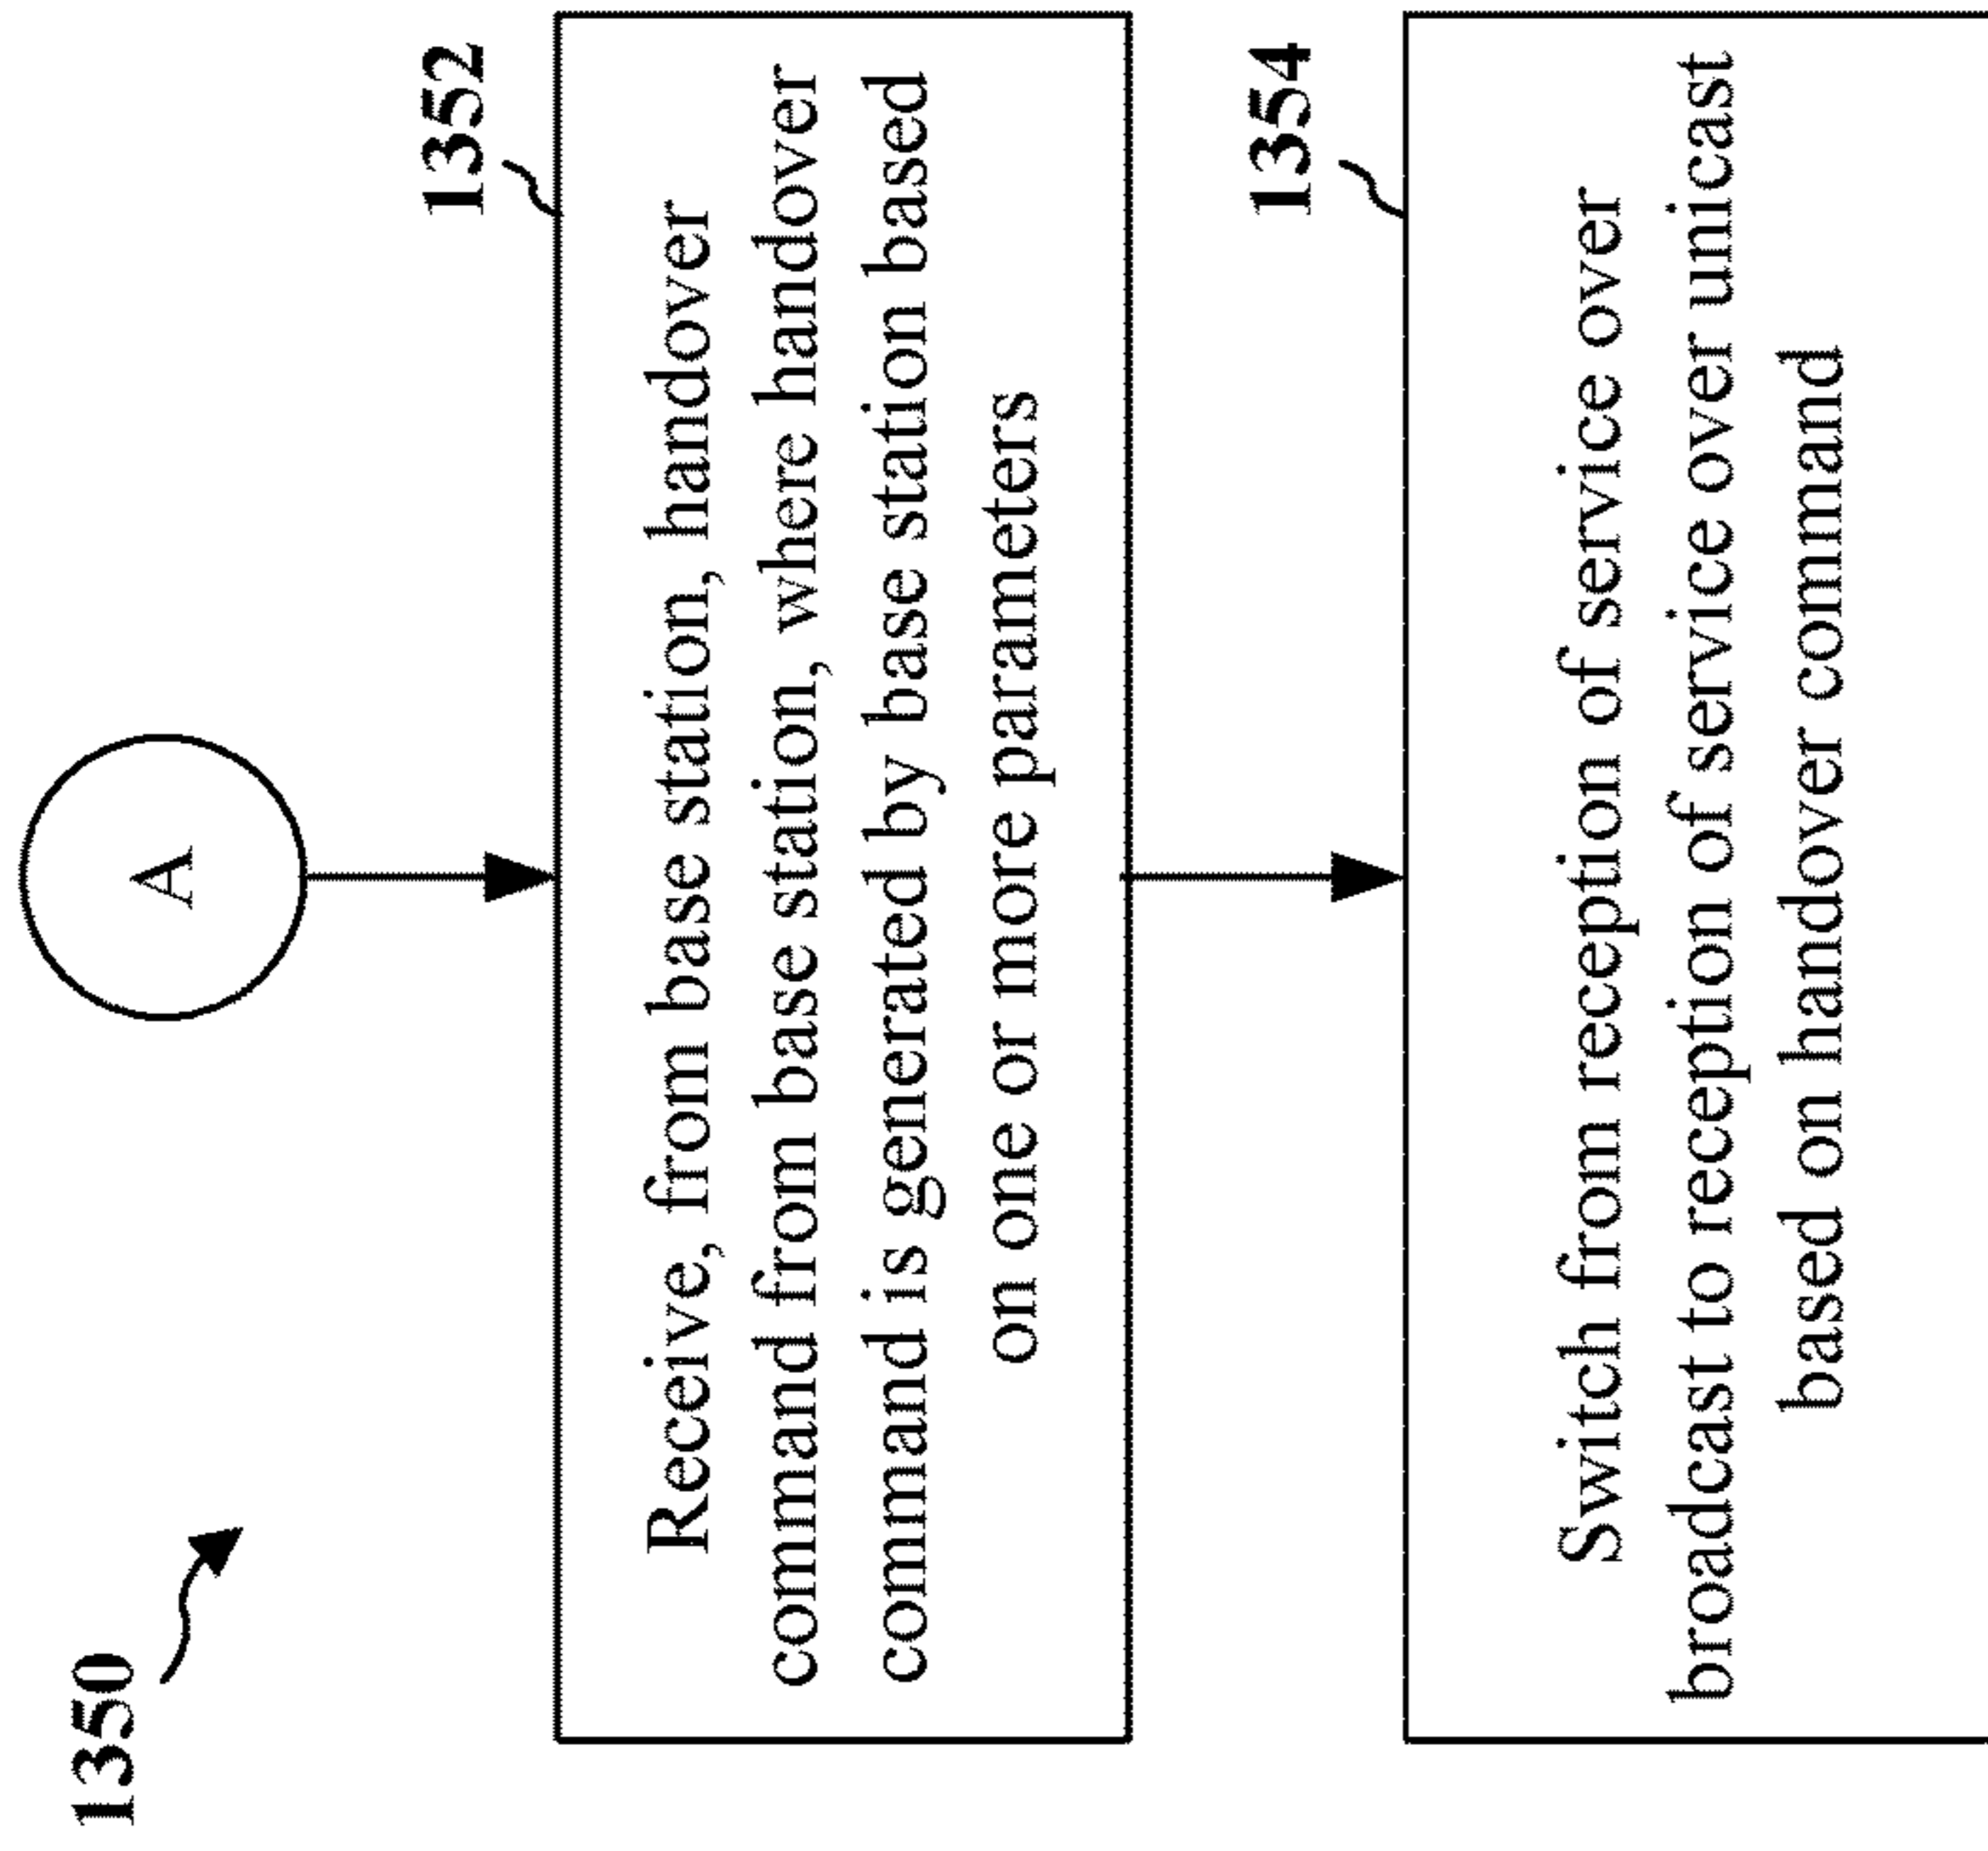 1350
A
1352
Receive, from base station, handover
command from base station, where handover
command is generated by base station based
on one or more parameters
1354
Switch from reception of service over
broadcast to reception of service over unicast
based on handover command